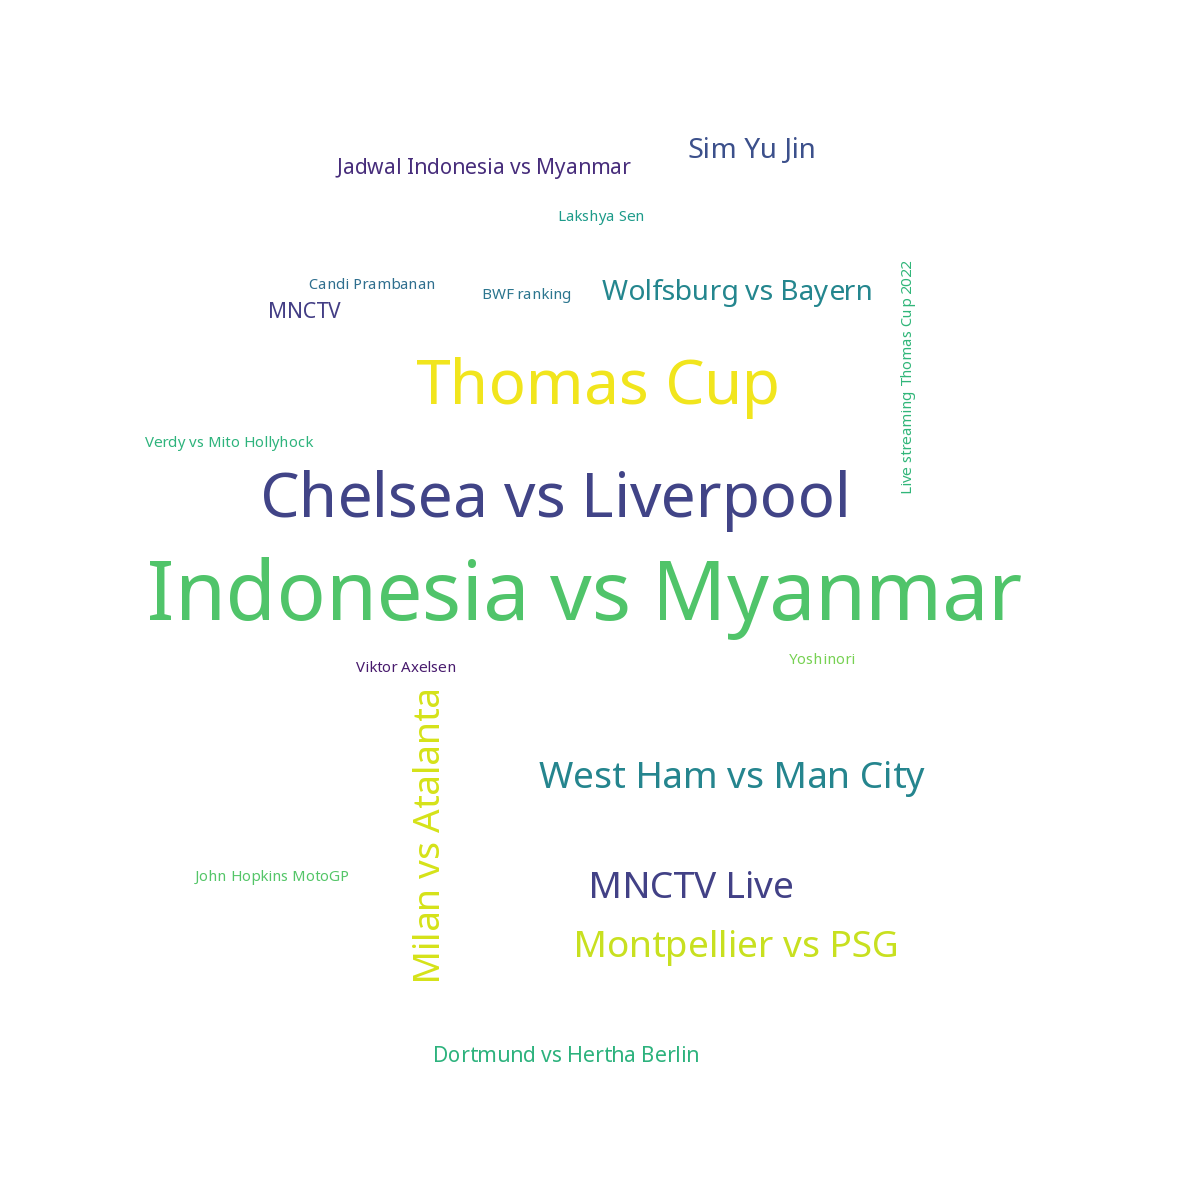 Sim Yu Jin
Jadwal Indonesia vs Myanmar
Lakshya Sen
Candi Prambanan
BWF ranking
Wolfsburg vs Bayern
MNCTV
Live streaming Thomas Cup 2022
Thomas Cup
Verdy vs Mito Hollyhock
Chelsea vs Liverpool
Indonesia vs Myanmar
Viktor Axelsen
Yoshinori
Milan vs Atalanta
West Ham vs Man City
John Hopkins MotoGP
MNCTV Live
Montpellier vs PSG
Dortmund vs Hertha Berlin